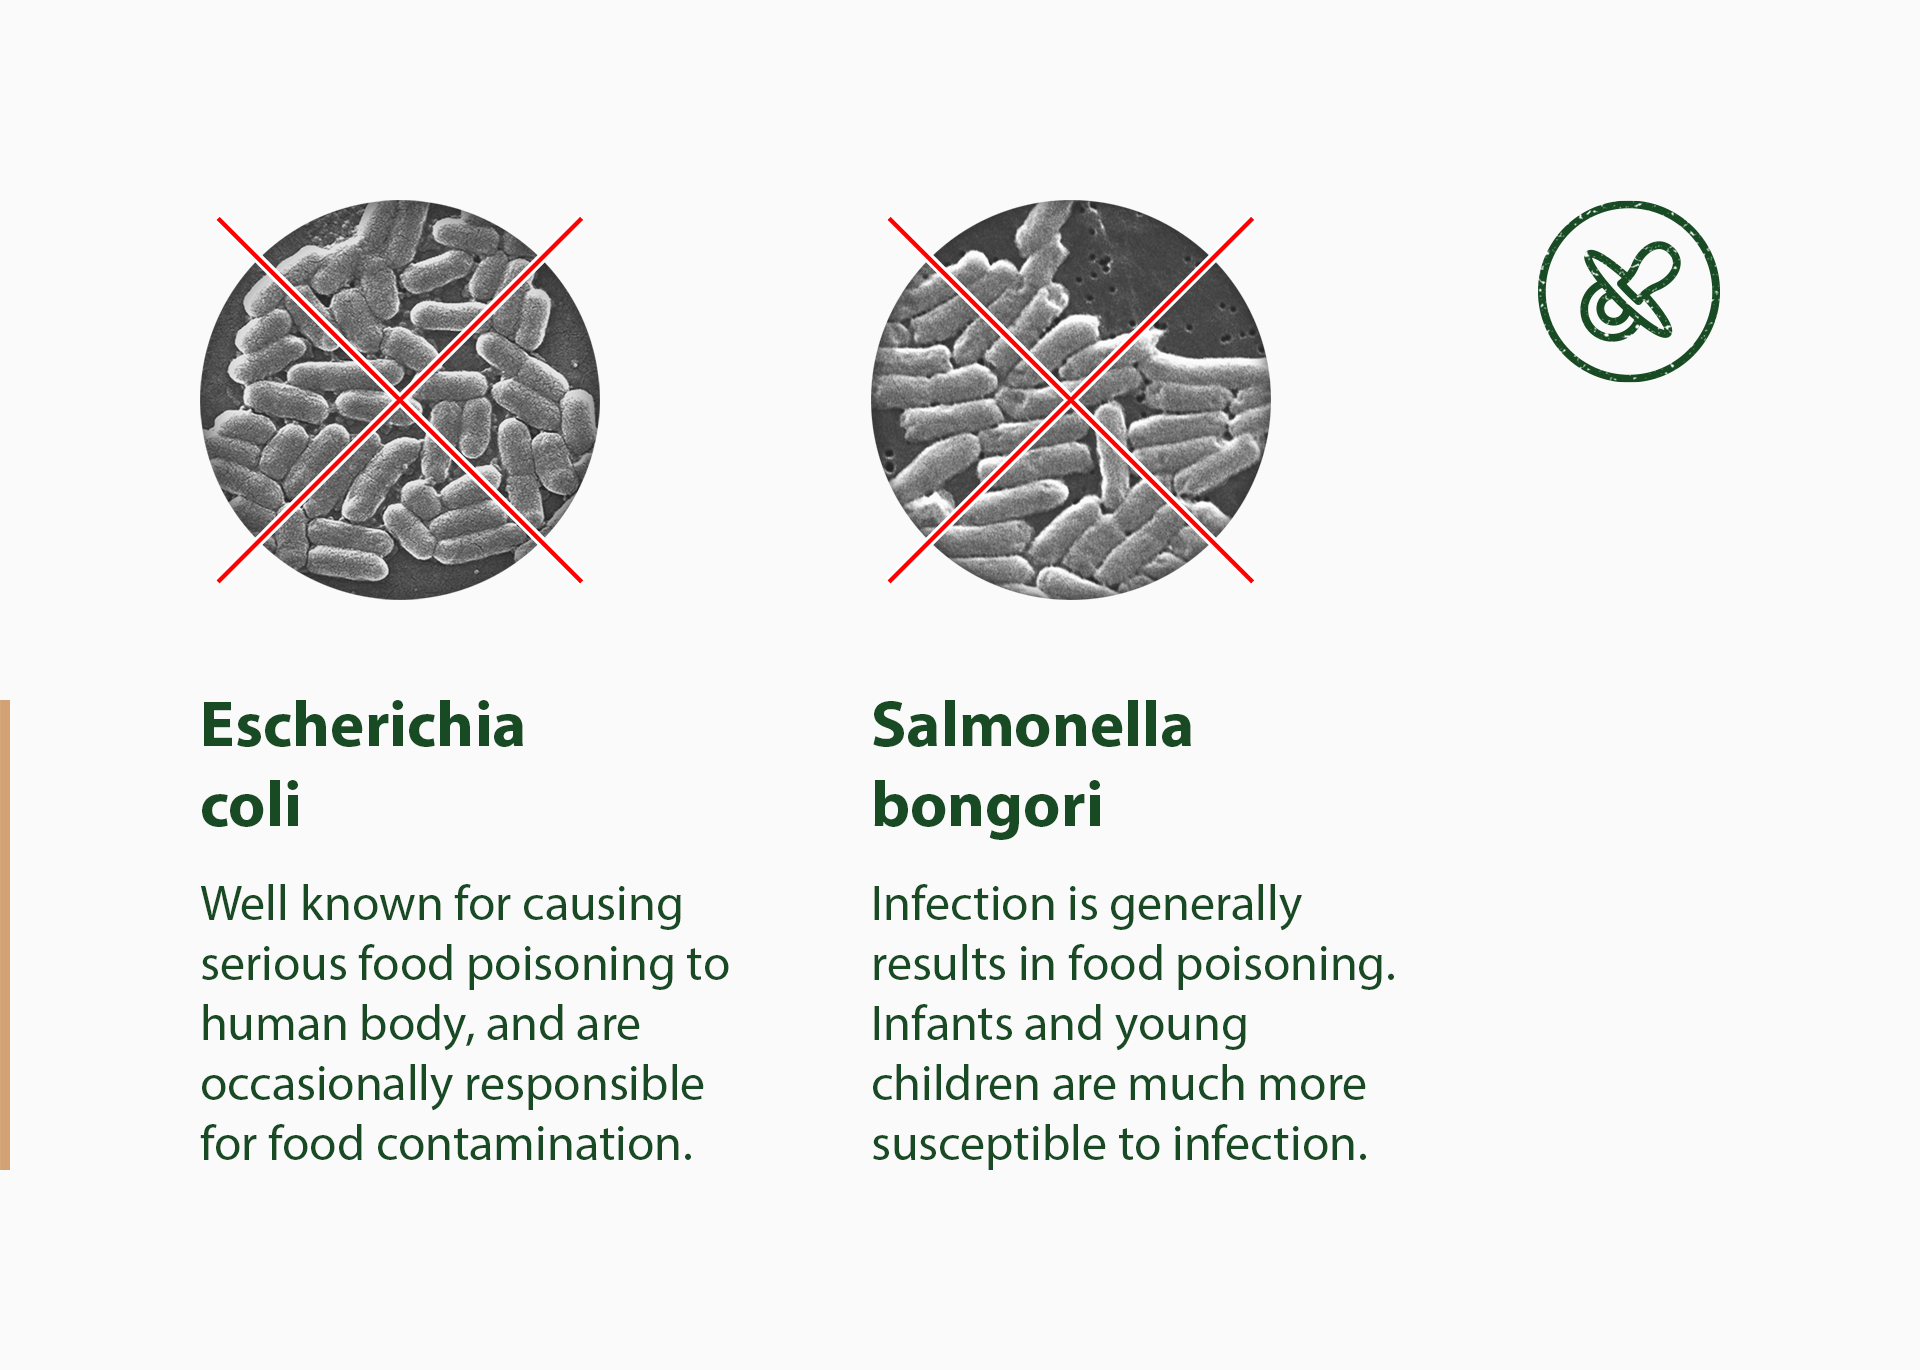 Escherichia
coli
Well known for causing
serious food poisoning to
human body, and are
occasionally responsible
for food contamination.
Salmonella
bongori
Infection is generally
results in food poisoning.
Infants and young
children are much more
susceptible to infection.